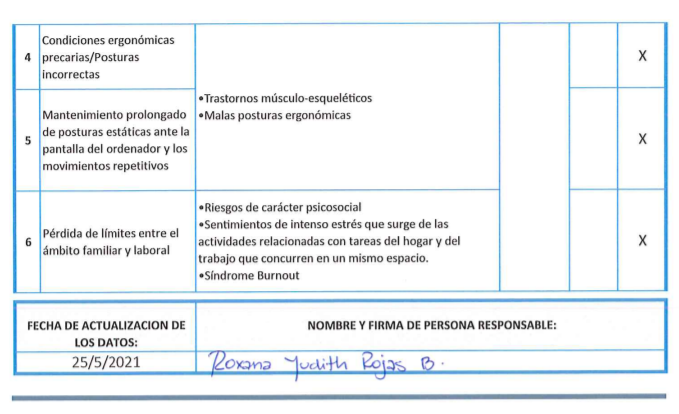 4
Condiciones ergonómicas
precarias/Posturas
incorrectas
•Trastornos músculo-esqueléticos
•Malas posturas ergonómicas
X
5
Mantenimiento prolongado
de posturas estáticas ante la
pantalla del ordenador y los
movimientos repetitivos
X
6
Pérdida de límites entre el
ámbito familiar y laboral
•Riesgos de carácter psicosocial
•Sentimientos de intenso estrés que surge de las
actividades relacionadas con tareas del hogar y del
trabajo que concurren en un mismo espacio.
•Síndrome Burnout
X
FECHA DE ACTUALIZACION DE
LOS DATOS:
NOMBRE Y FIRMA DE PERSONA RESPONSABLE:
25/5/2021
Roxana Yudith Rojas B.